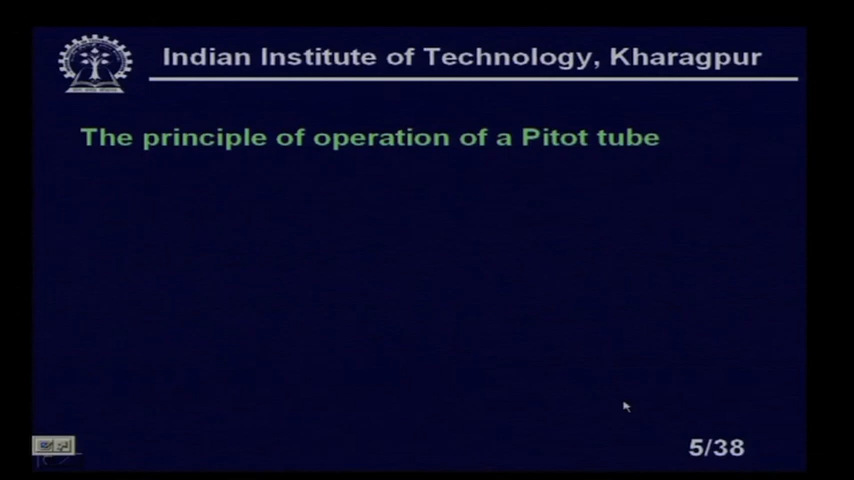 Indian Institute of Technology, Kharagpur
The principle of operation of a Pitot tube
5/38